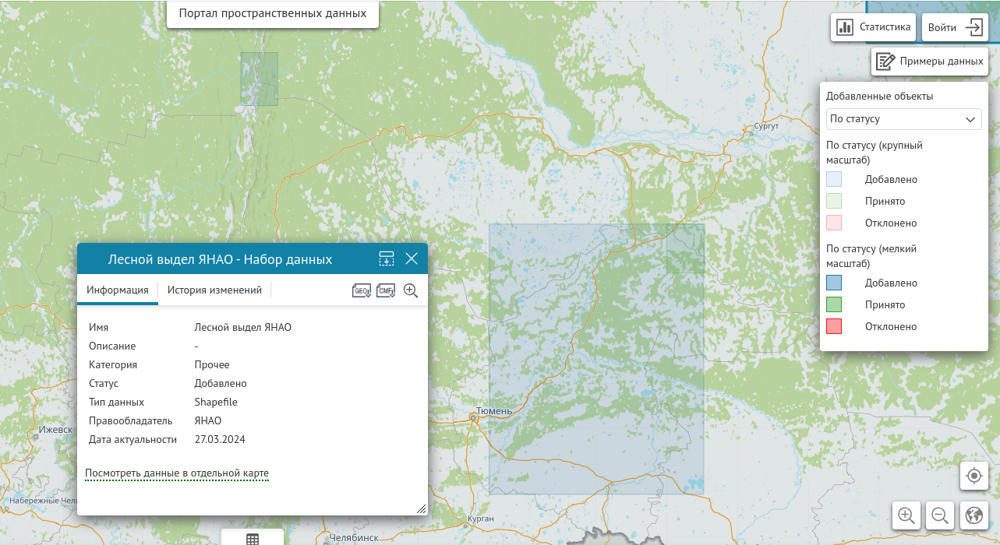 Портал пространственных данных
Статистика
Войти
Примеры данных
Добавленные объекты
По статусу
По статусу (крупный
масштаб)
Добавлено
Принято
Отклонено
По статусу (мелкий
масштаб)
Добавлено
Принято
Отклонено
Сургут
Лесной выдел ЯНАО - Набор данных
Информация
История изменений
GEO
CMF
Имя Лесной выдел ЯНАО
Описание -
Категория Прочее
Статус Добавлено
Тип данных Shapefile
Правообладатель ЯНАО
Дата актуальности 27.03.2024
Посмотреть данные в отдельной карте
Тюмень
Ижевск
Набережные Чел
Курган
Челябинск